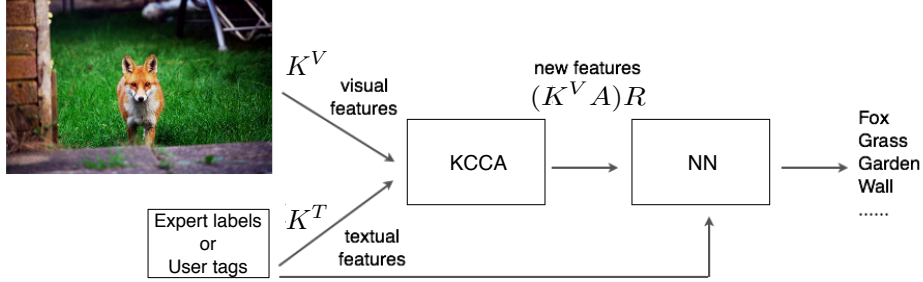 K^V
visual
features
new features
(K^V A)R
KCCA
NN
Fox
Grass
Garden
Wall
......
Expert labels
or
User tags
K^T
textual
features